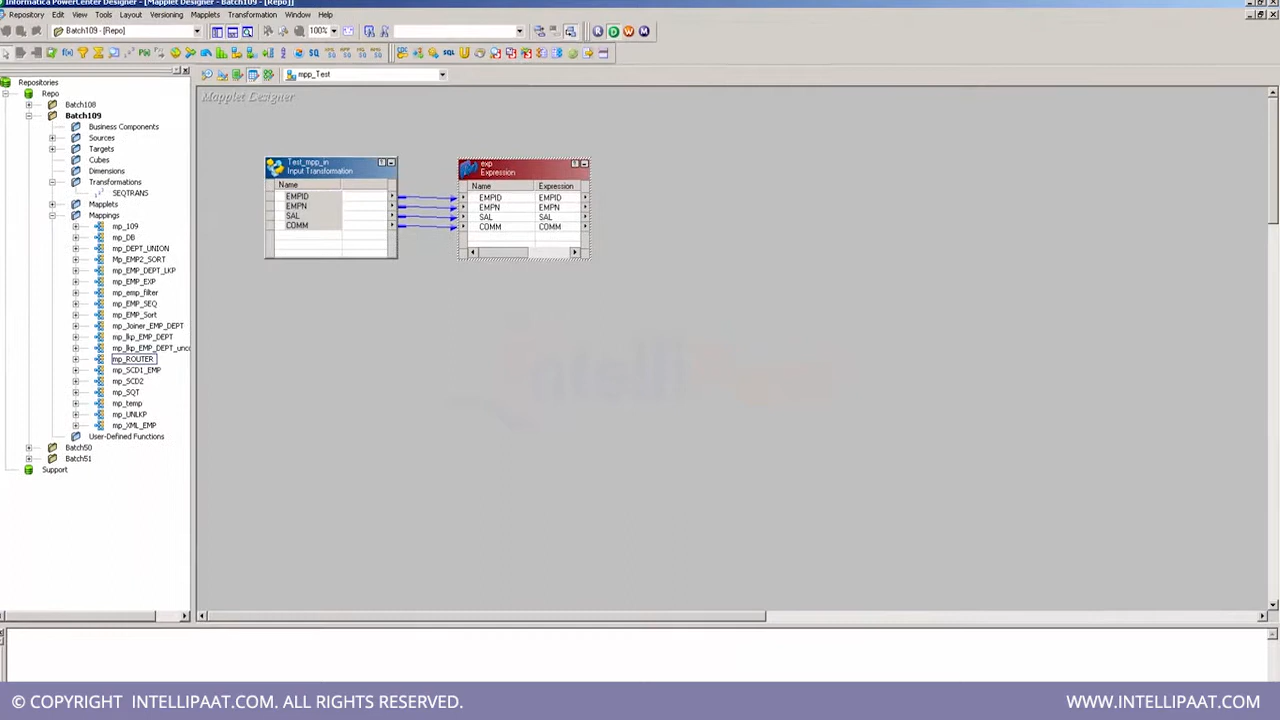 Informatica PowerCenter Designer - [Mapplet Designer - Batch109 - [Repo]]
Repository Edit View Tools Layout Versioning Mapplets Transformation Window Help
Batch109 - [Repo]
100%
R D W M
SQL
mpp_Test
Repositories
Repo
Batch108
Batch109
Business Components
Sources
Targets
Cubes
Dimensions
Transformations
SEQTRANS
Mapplets
Mappings
mp_109
mp_DB
mp_DEPT_UNION
Mp_EMP2_SORT
mp_EMP_DEPT_LKP
mp_EMP_EXP
mp_emp_filter
mp_EMP_SEQ
mp_EMP_Sort
mp_Joiner_EMP_DEPT
mp_lkp_EMP_DEPT
mp_lkp_EMP_DEPT_unco
mp_ROUTER
mp_SCD1_EMP
mp_SCD2
mp_SQT
mp_temp
mp_UNLKP
mp_XML_EMP
User-Defined Functions
Batch50
Batch51
Support
Mapplet Designer
Test_mpp_in
Input Transformation
Name
EMPID
EMPN
SAL
COMM
exp
Expression
Name Expression
EMPID EMPID
EMPN EMPN
SAL SAL
COMM COMM
intelli
© COPYRIGHT INTELLIPAAT.COM. ALL RIGHTS RESERVED.
WWW.INTELLIPAAT.COM